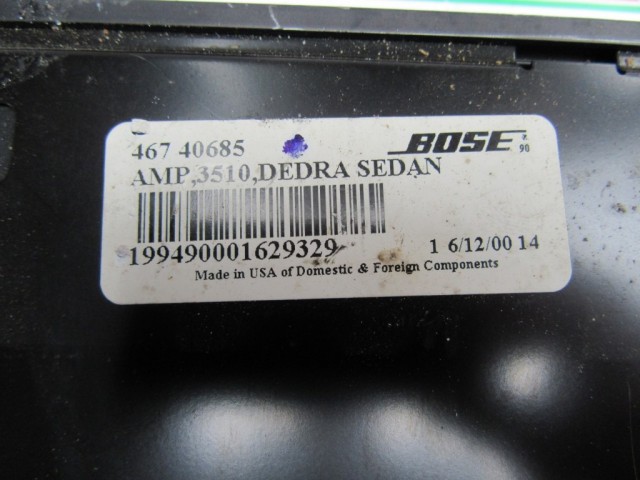 467 40685
BOSE ®
90
AMP,3510,DEDRA SEDAN
199490001629329
1 6/12/00 14
Made in USA of Domestic & Foreign Components